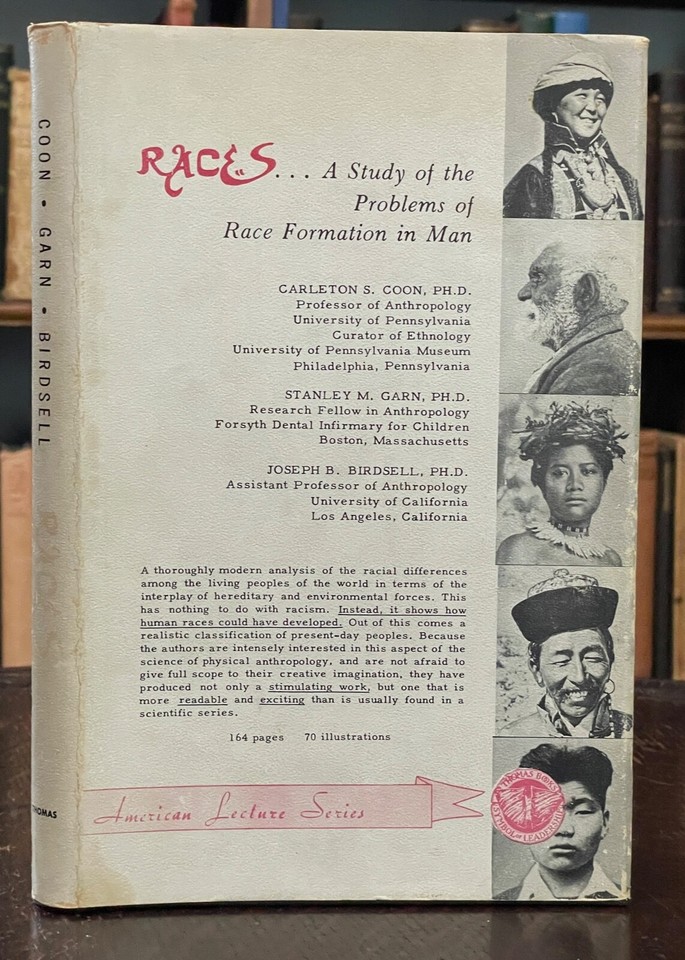 COON • GARN • BIRDSELL
THOMAS
RACES... A Study of the
Problems of
Race Formation in Man
CARLETON S. COON, PH.D.
Professor of Anthropology
University of Pennsylvania
Curator of Ethnology
University of Pennsylvania Museum
Philadelphia, Pennsylvania
STANLEY M. GARN, PH.D.
Research Fellow in Anthropology
Forsyth Dental Infirmary for Children
Boston, Massachusetts
JOSEPH B. BIRDSELL, PH.D.
Assistant Professor of Anthropology
University of California
Los Angeles, California
A thoroughly modern analysis of the racial differences
among the living peoples of the world in terms of the
interplay of hereditary and environmental forces. This
has nothing to do with racism. Instead, it shows how
human races could have developed. Out of this comes a
realistic classification of present-day peoples. Because
the authors are intensely interested in this aspect of the
science of physical anthropology, and are not afraid to
give full scope to their creative imagination, they have
produced not only a stimulating work, but one that is
more readable and exciting than is usually found in a
scientific series.
164 pages 70 illustrations
American Lecture Series
THOMAS BOOKS
SYMBOL of LEADERSHIP